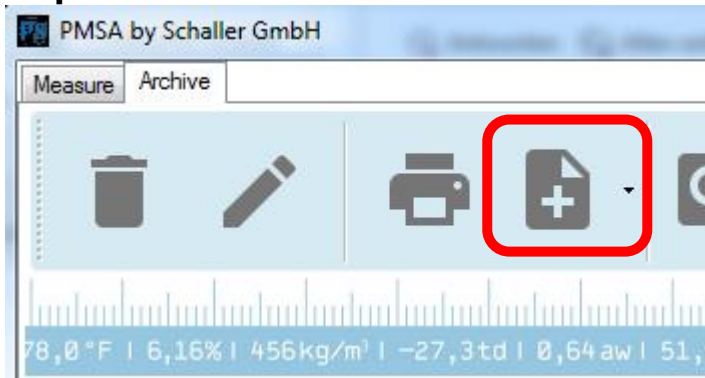 PMSA by Schaller GmbH
Measure Archive
78,0°F | 6,16% | 456kg/m³ | -27,3td | 0,64aw | 51,